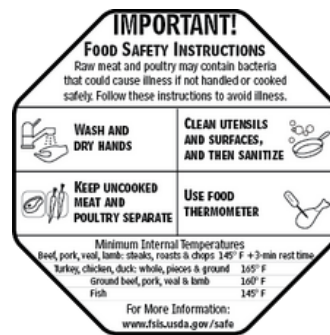 IMPORTANT!
FOOD SAFETY INSTRUCTIONS
Raw meat and poultry may contain bacteria
that could cause illness if not handled or cooked
safely. Follow these instructions to avoid illness.
WASH AND
DRY HANDS
CLEAN UTENSILS
AND SURFACES,
AND THEN SANITIZE
KEEP UNCOOKED
MEAT AND
POULTRY SEPARATE
USE FOOD
THERMOMETER
Minimum Internal Temperatures
Beef, pork, veal, lamb: steaks, roasts & chops 145° F +3-min rest time
Turkey, chicken, duck: whole, pieces & ground 165° F
Ground beef, pork, veal & lamb 160° F
Fish 145° F
For More Information:
www.fsis.usda.gov/safe